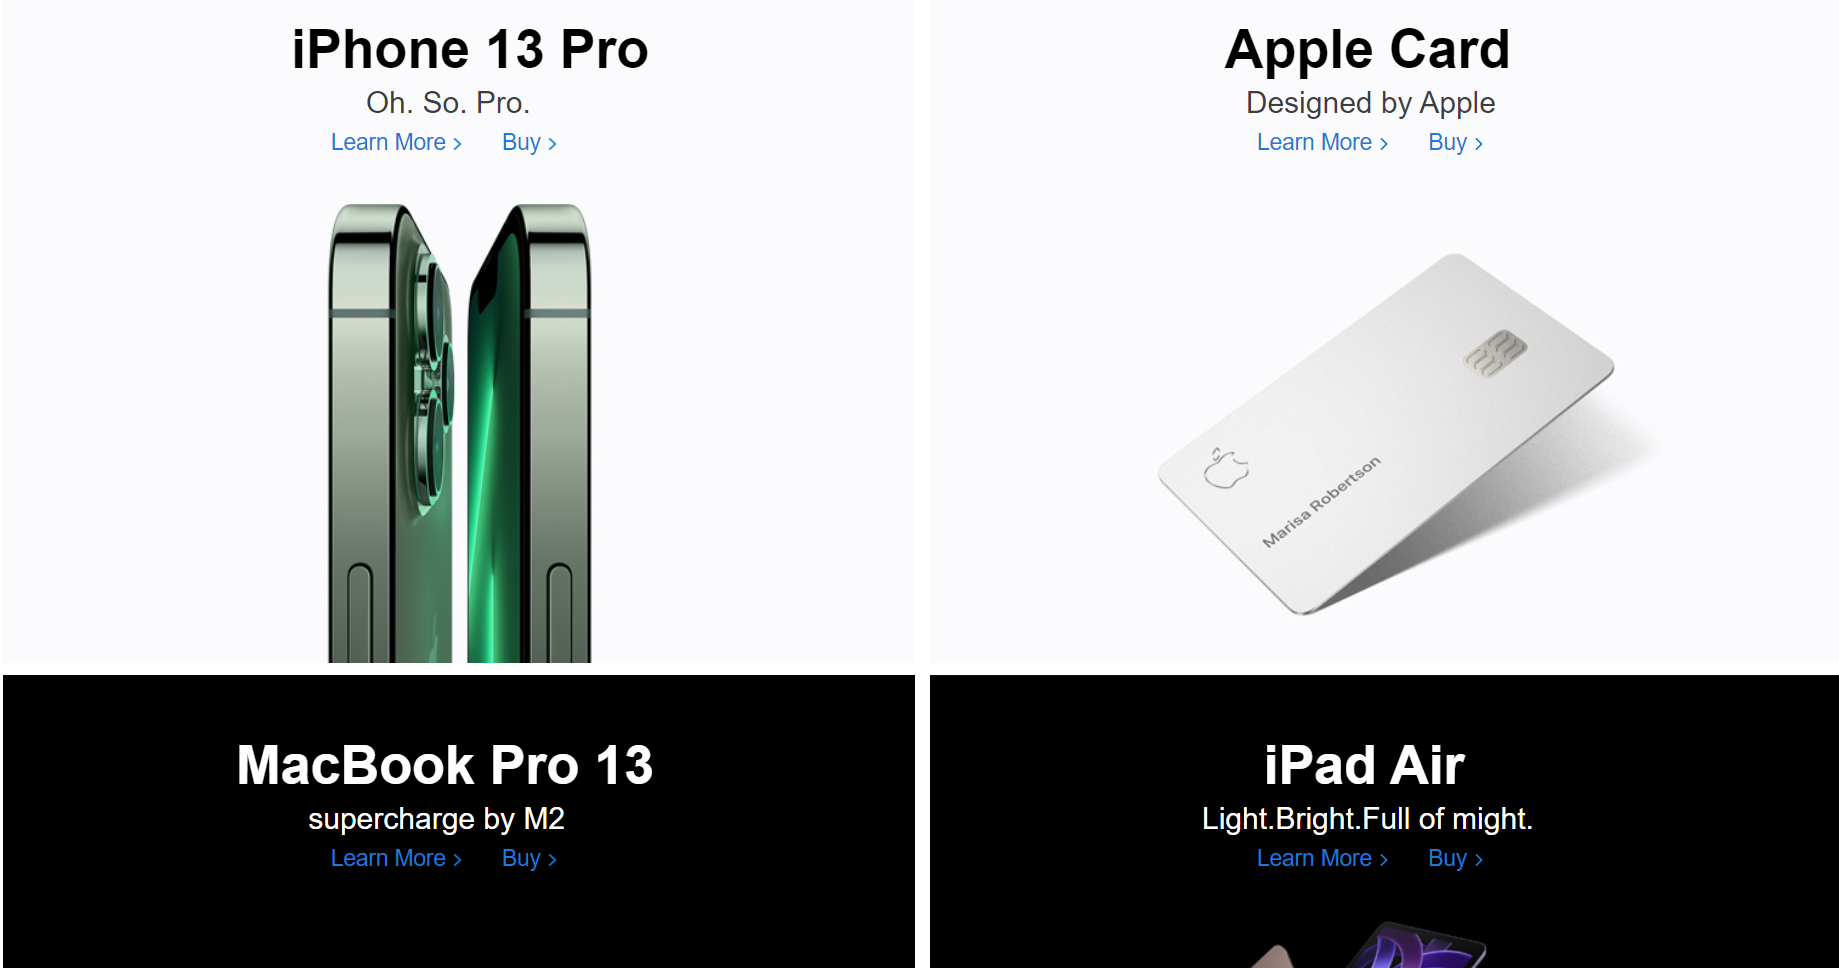 iPhone 13 Pro
Oh. So. Pro.
Learn More > Buy >
Apple Card
Designed by Apple
Learn More > Buy >
Marisa Robertson
MacBook Pro 13
supercharge by M2
Learn More > Buy >
iPad Air
Light.Bright.Full of might.
Learn More > Buy >